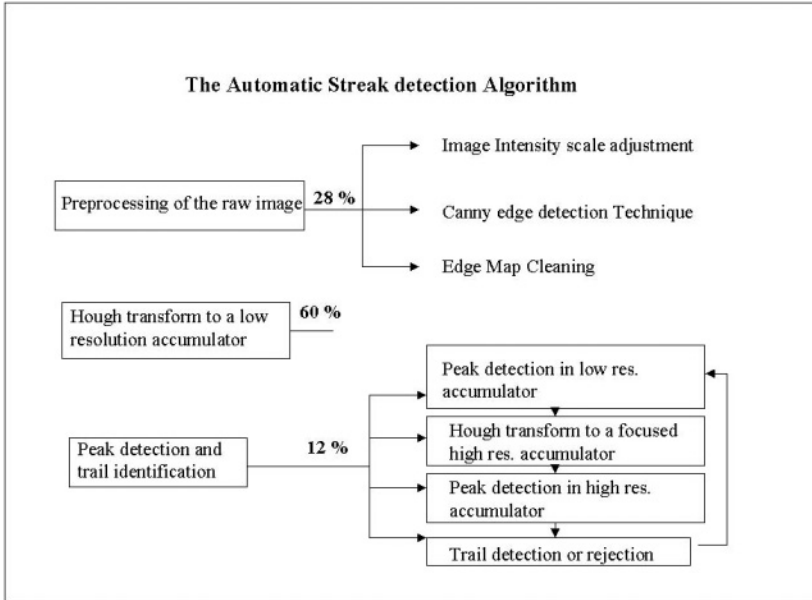 The Automatic Streak detection Algorithm
Image Intensity scale adjustment
Preprocessing of the raw image
28 %
Canny edge detection Technique
Edge Map Cleaning
Hough transform to a low
resolution accumulator
60 %
Peak detection and
trail identification
12 %
Peak detection in low res.
accumulator
Hough transform to a focused
high res. accumulator
Peak detection in high res.
accumulator
Trail detection or rejection